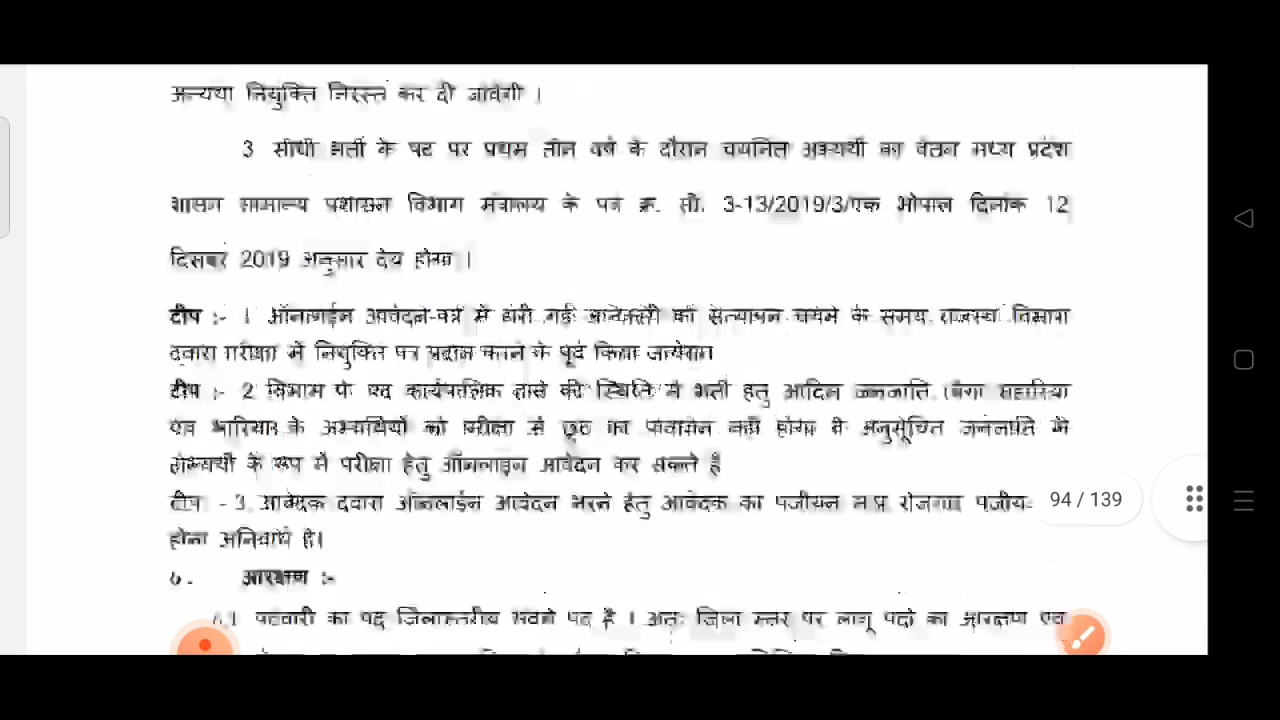 अन्यथा नियुक्ति निरस्त कर दी जावेगी ।
3 सीधी भर्ती के पद पर प्रथम तीन वर्ष के दौरान चयनित अभ्यर्थी का वेतन मध्य प्रदेश
शासन सामान्य प्रशासन विभाग मंत्रालय के पत्र क्र. सी. 3-13/2019/3/एक भोपाल दिनांक 12
दिसंबर 2019 अनुसार देय होगा ।
टीप :- 1 ऑनलाईन आवेदन-पत्र में भरी गई जानकारी का सत्यापन चयन के समय राजस्व विभाग
द्वारा में नियुक्ति पत्र प्रदान करने के पूर्व किया जायेगा
टीप :- 2 विभाग के पद कार्यपालिक होने की स्थिति में भर्ती हेतु आदिम जनजाति
के अभ्यर्थियों को परीक्षा से छूट का प्रावधान नहीं होगा वे अनुसूचित जनजाति के
अभ्यर्थी के रूप में परीक्षा हेतु ऑनलाइन आवेदन कर सकते है
टीप - 3 आवेदक द्वारा ऑनलाईन आवेदन भरने हेतु आवेदक का पंजीयन म.प्र. रोजगार
होना अनिवार्य है।
94 / 139
6. आरक्षण :-
6.1 पटवारी का पद जिलास्तरीय संवर्ग पद है । अतः जिला स्तर पर लागू पदों का आरक्षण एवं